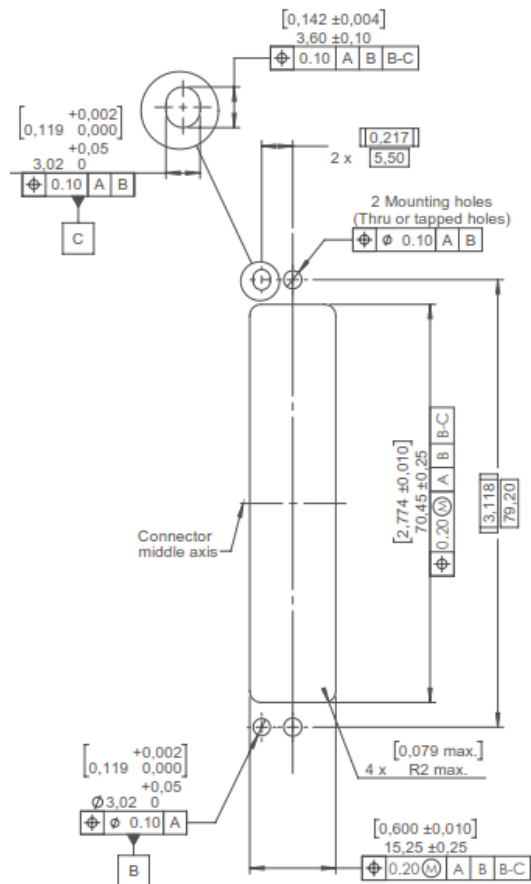 [0,142 ±0,004]
3,60 ±0,10
⌖ 0.10 A B B-C
+0,002
[0,119 0,000]
+0,05
3,02 0
⌖ 0.10 A B
C
[0,217]
2 x 5,50
2 Mounting holes
(Thru or tapped holes)
⌖ ϕ 0.10 A B
[2,774 ±0,010]
70,45 ±0,25
⌖ 0.20 Ⓜ A B B-C
[3,118]
79,20
Connector
middle axis
[0,079 max.]
4 x R2 max.
+0,002
[0,119 0,000]
+0,05
∅3,02 0
⌖ ϕ 0.10 A
B
[0,600 ±0,010]
15,25 ±0,25
⌖ 0.20 Ⓜ A B B-C